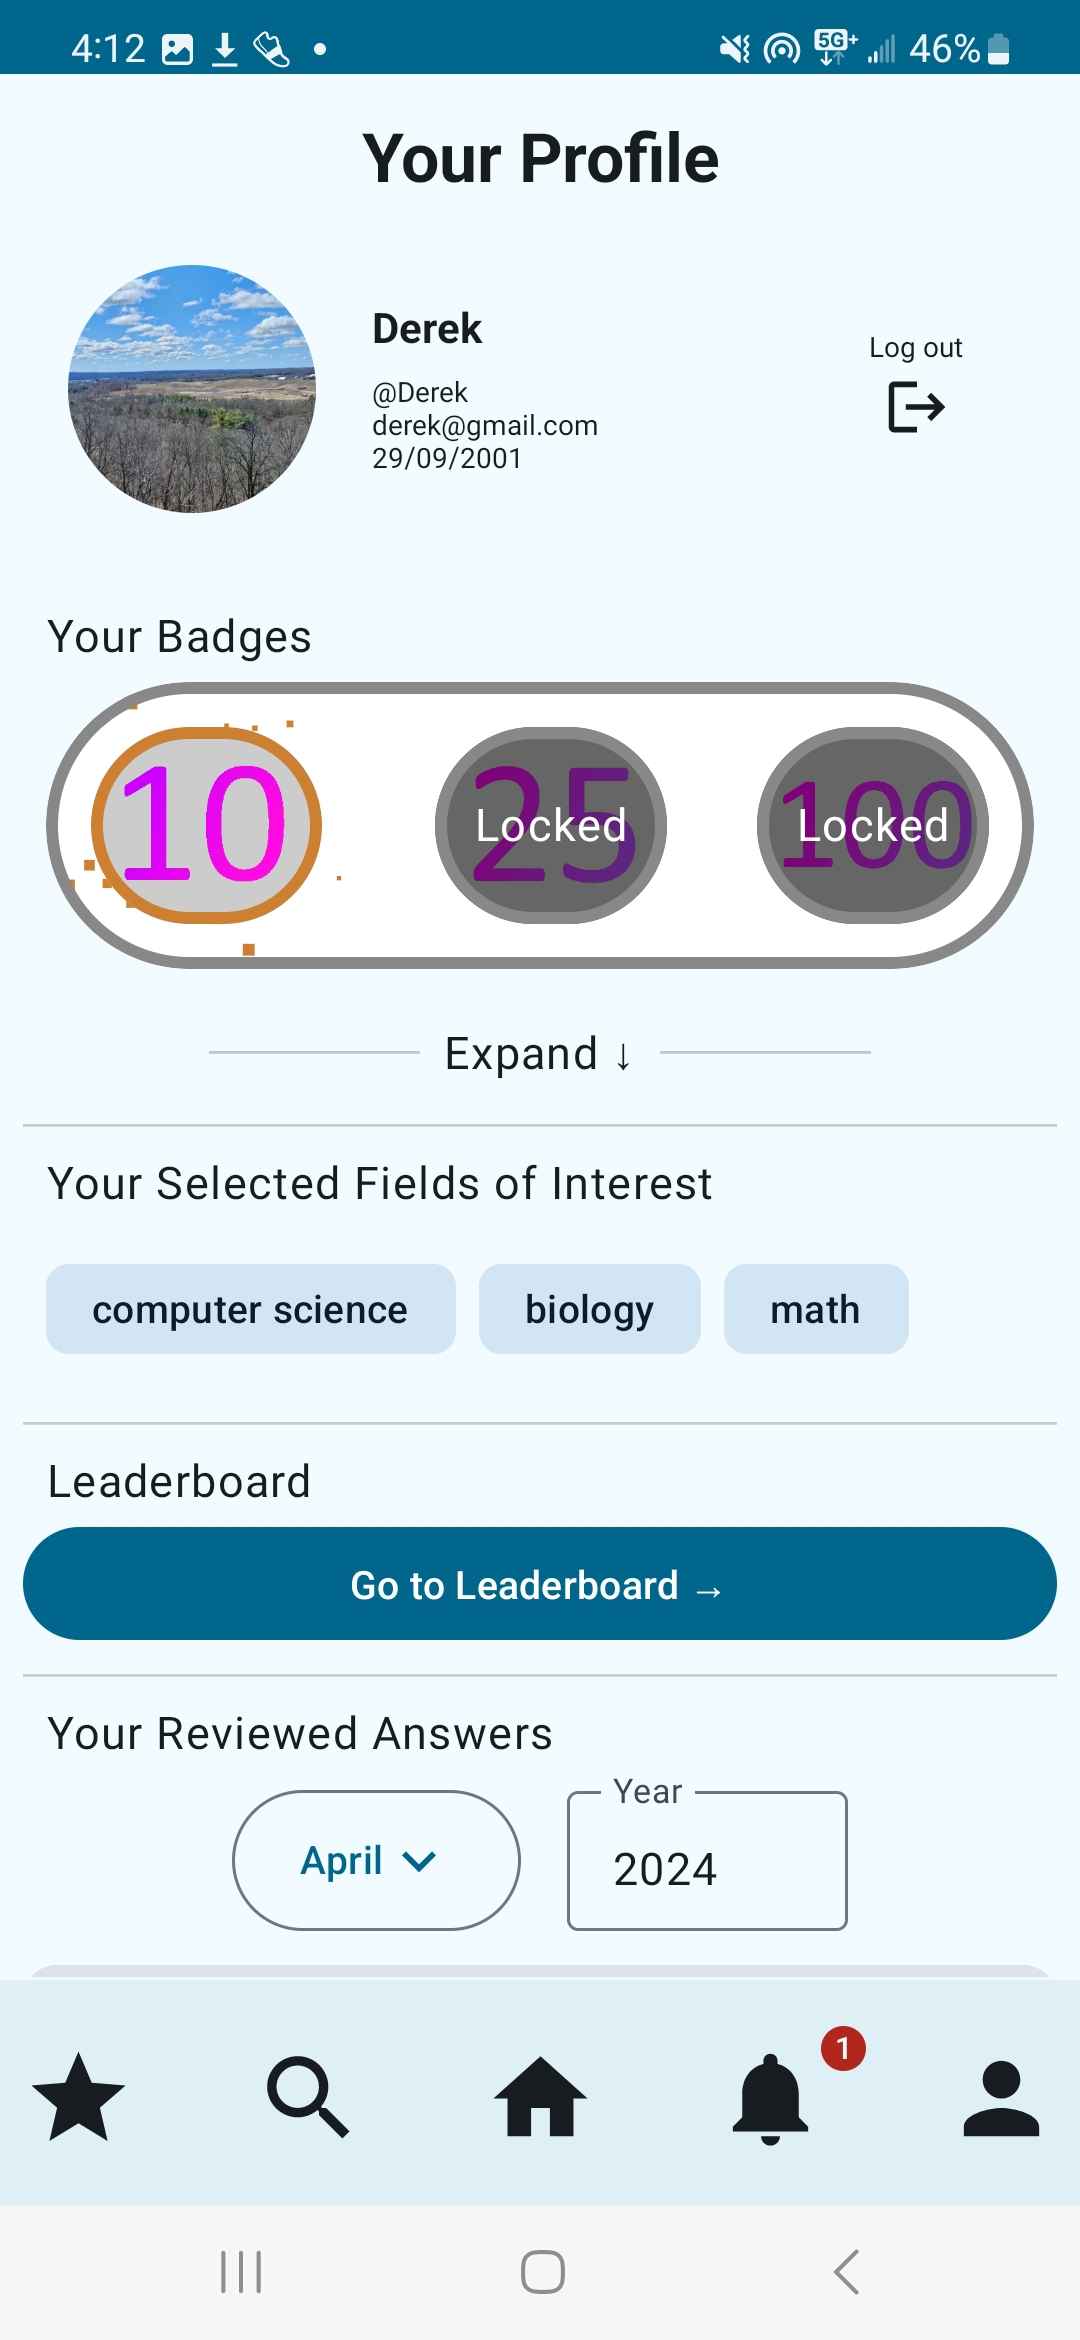 4:12 5G+ 46%
Your Profile
Derek
@Derek
derek@gmail.com
29/09/2001
Log out
Your Badges
10
25
Locked
100
Locked
Expand ↓
Your Selected Fields of Interest
computer science
biology
math
Leaderboard
Go to Leaderboard →
Your Reviewed Answers
April
Year
2024
1